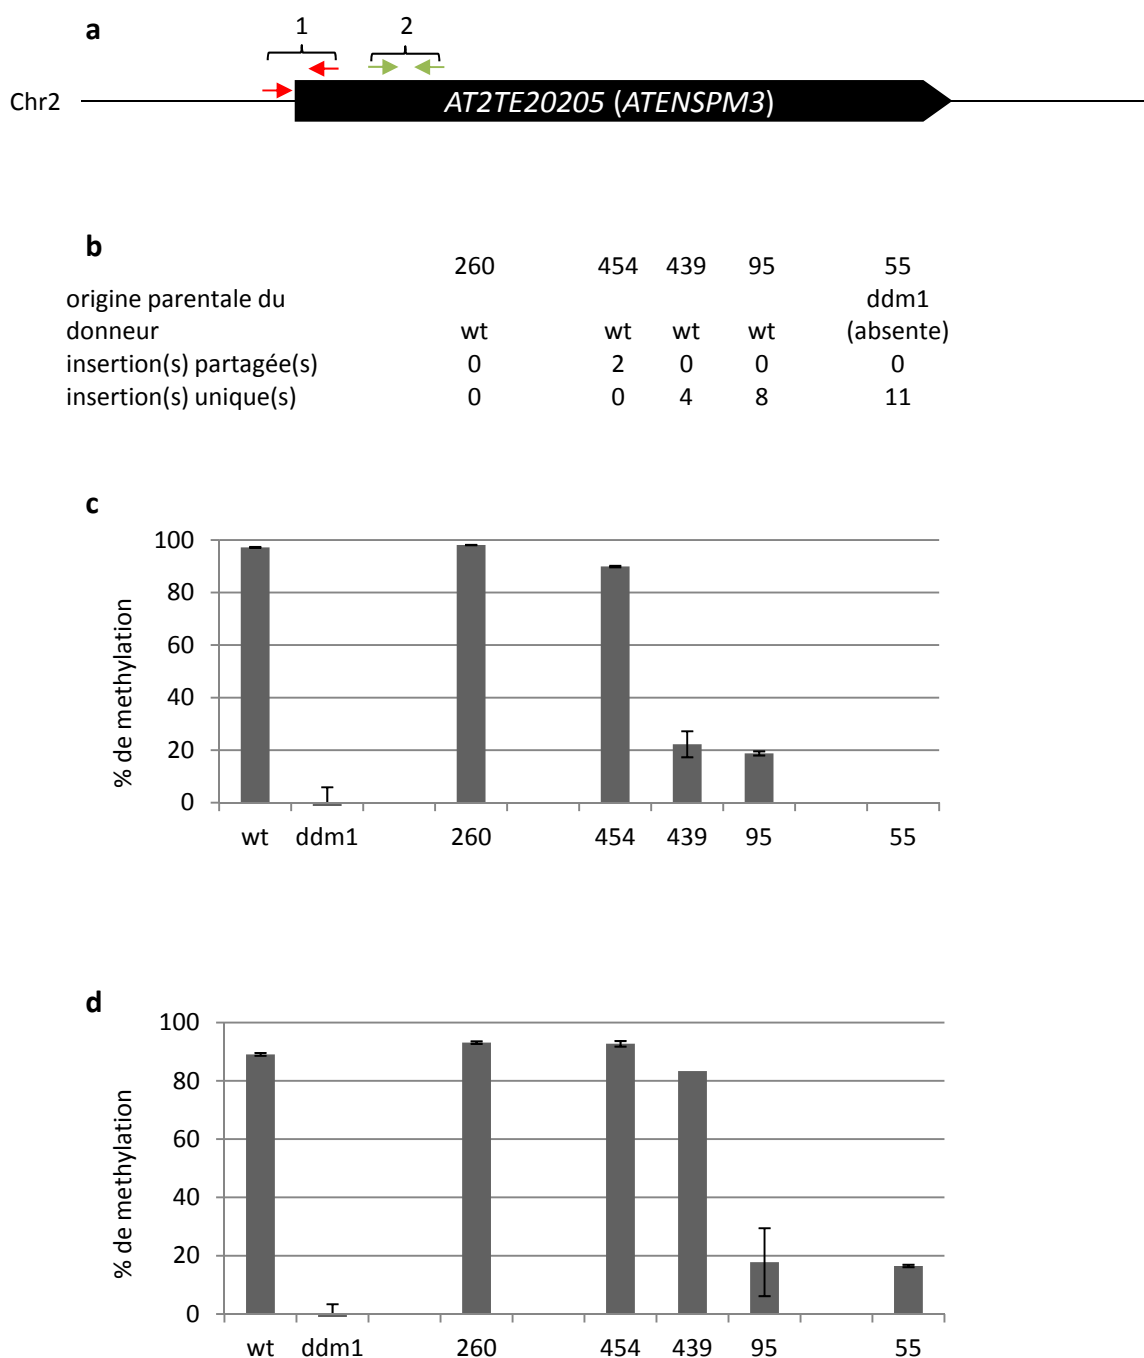 a
1 2
Chr2
AT2TE20205 (ATENSPM3)
b
260 454 439 95 55
origine parentale du ddm1
donneur wt wt wt wt (absente)
insertion(s) partagée(s) 0 2 0 0 0
insertion(s) unique(s) 0 0 4 8 11
c
% de methylation
100
80
60
40
20
0
wt ddm1 260 454 439 95 55
d
% de methylation
100
80
60
40
20
0
wt ddm1 260 454 439 95 55